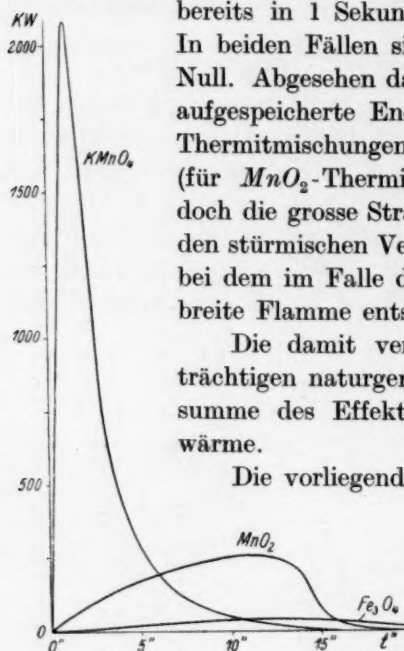 bereits in 1 Sekun
In beiden Fällen si
Null. Abgesehen da
aufgespeicherte En
Thermitmischungen
(für MnO₂-Thermi
doch die grosse Stra
den stürmischen Ve
bei dem im Falle d
breite Flamme ents
Die damit ver
trächtigen naturgen
summe des Effekt
wärme.
Die vorliegend
KW
2000
KMnO₄
1500
1000
500
MnO₂
Fe₃O₄
0
0" 5" 10" 15" t"